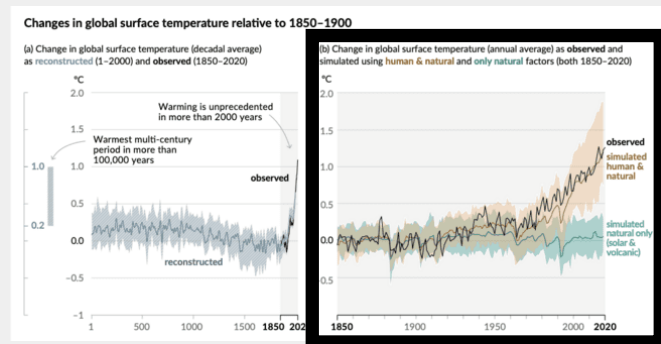 Changes in global surface temperature relative to 1850–1900
(a) Change in global surface temperature (decadal average)
as reconstructed (1–2000) and observed (1850–2020)
°C
2.0
1.5
1.0
0.5
0.0
−0.5
−1
1.0
0.2
Warming is unprecedented
in more than 2000 years
Warmest multi-century
period in more than
100,000 years
observed
reconstructed
1
500
1000
1500
1850
202
(b) Change in global surface temperature (annual average) as observed and
simulated using human & natural and only natural factors (both 1850–2020)
°C
2.0
1.5
1.0
0.5
0.0
0.5
observed
simulated
human &
natural
simulated
natural only
(solar &
volcanic)
1850
1900
1950
2000
2020